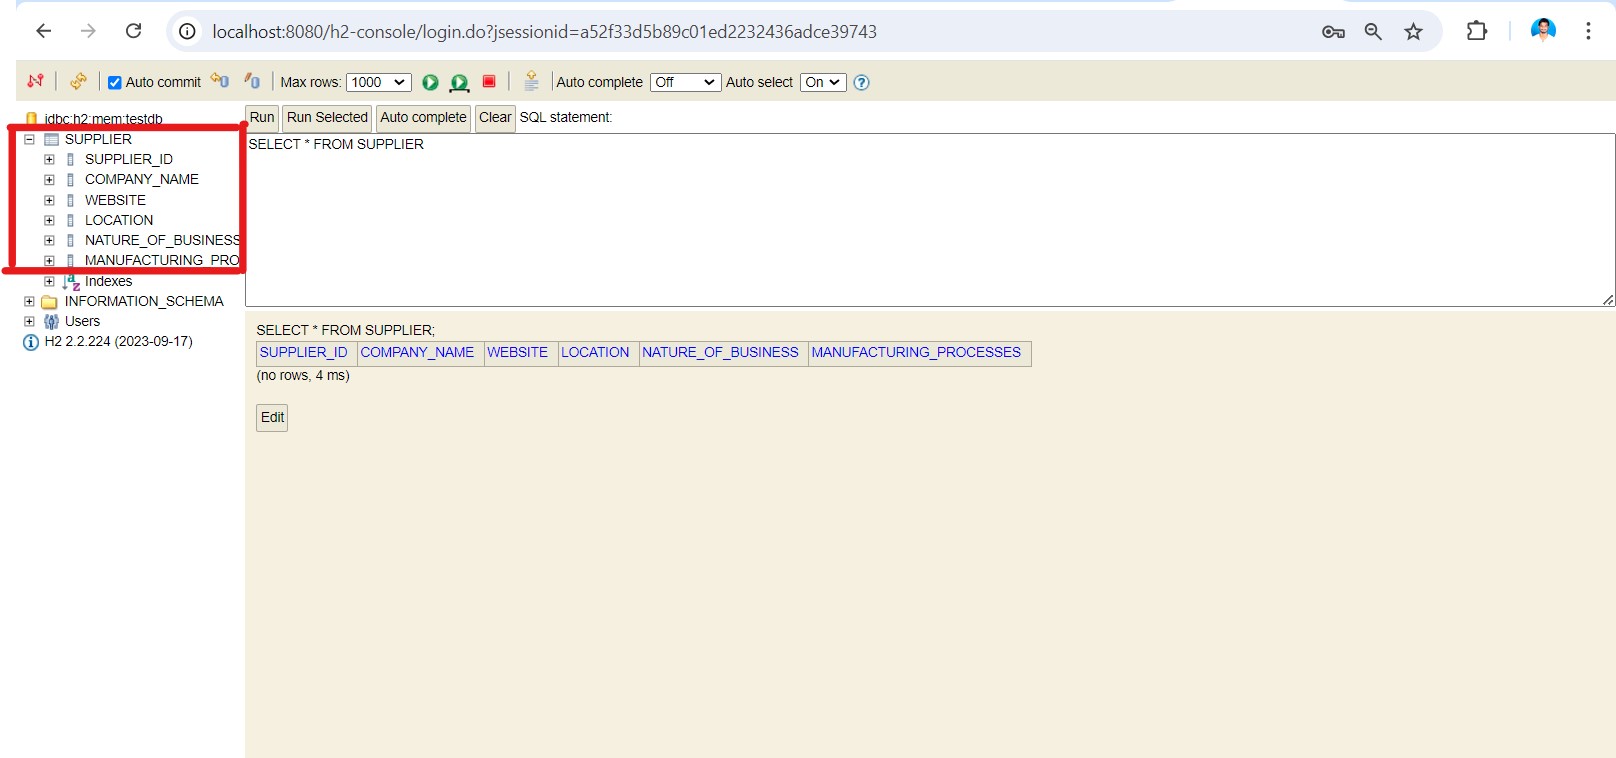 localhost:8080/h2-console/login.do?jsessionid=a52f33d5b89c01ed2232436adce39743
Auto commit Max rows: 1000 Auto complete Off Auto select On ?
jdbc:h2:mem:testdb
SUPPLIER
SUPPLIER_ID
COMPANY_NAME
WEBSITE
LOCATION
NATURE_OF_BUSINESS
MANUFACTURING_PRO
Indexes
INFORMATION_SCHEMA
Users
H2 2.2.224 (2023-09-17)
Run Run Selected Auto complete Clear SQL statement:
SELECT * FROM SUPPLIER
SELECT * FROM SUPPLIER;
SUPPLIER_ID COMPANY_NAME WEBSITE LOCATION NATURE_OF_BUSINESS MANUFACTURING_PROCESSES
(no rows, 4 ms)
Edit